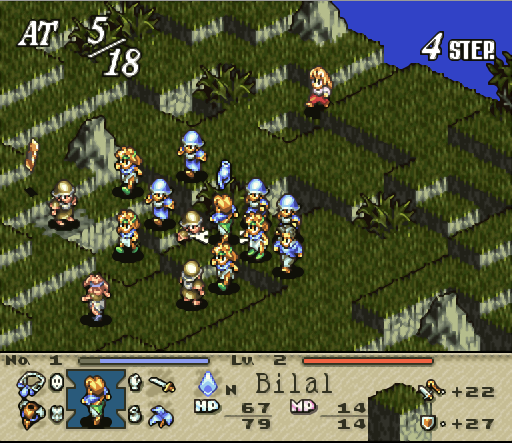 AT 5/18
4 STEP.
No. 1
Lv. 2
N Bilal
HP 67/79
MP 14/14
+22
+27